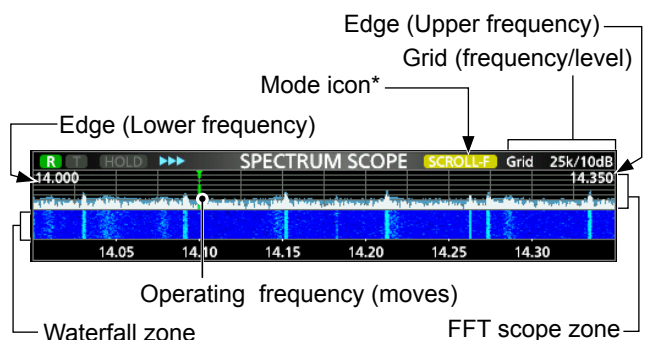 Edge (Upper frequency)
Grid (frequency/level)
Mode icon*
Edge (Lower frequency)
R T HOLD SPECTRUM SCOPE SCROLL-F Grid 25k/10dB
14.000 14.350
14.05 14.10 14.15 14.20 14.25 14.30
Operating frequency (moves)
Waterfall zone FFT scope zone